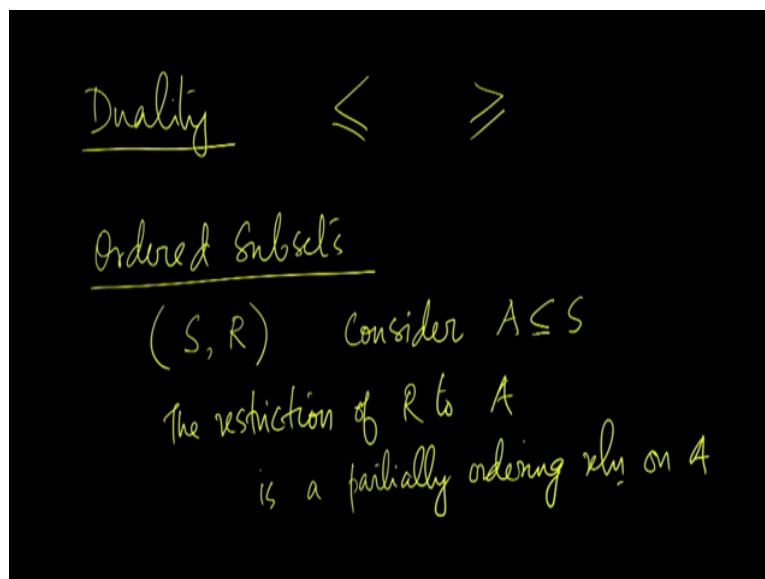 Duality ≤ ≥
Ordered Subsets
(S, R) Consider A ⊆ S
The restriction of R to A
is a partially ordering reln on A